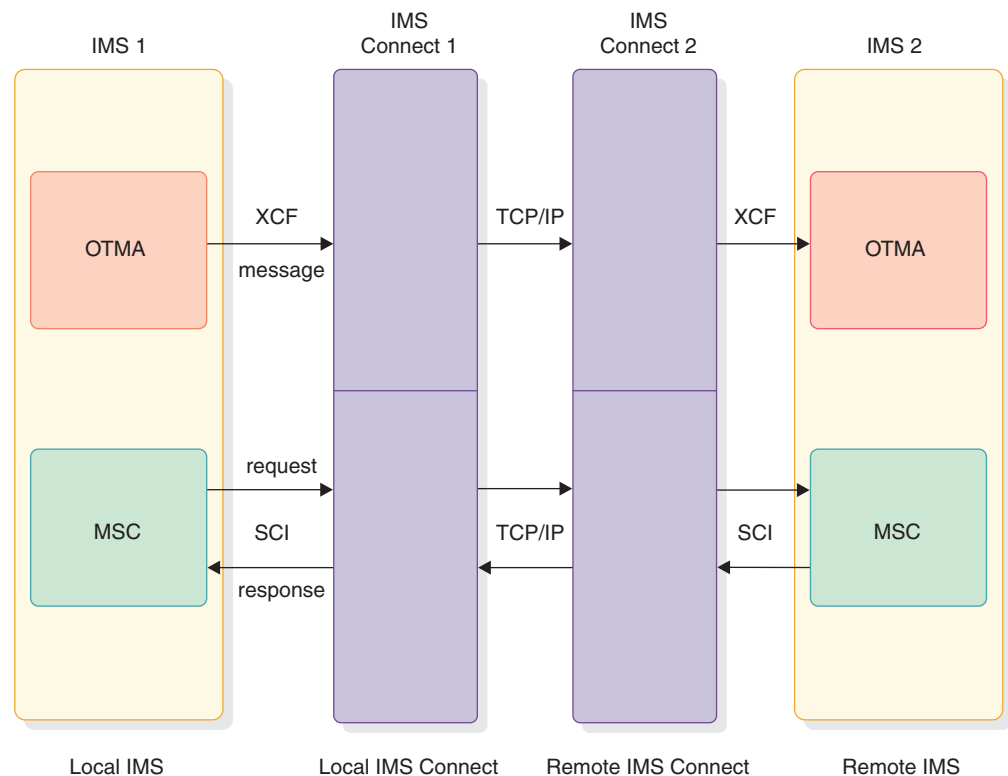 IMS 1
IMS
Connect 1
IMS
Connect 2
IMS 2
OTMA
XCF
message
TCP/IP
XCF
OTMA
MSC
request
SCI
response
TCP/IP
SCI
MSC
Local IMS
Local IMS Connect
Remote IMS Connect
Remote IMS